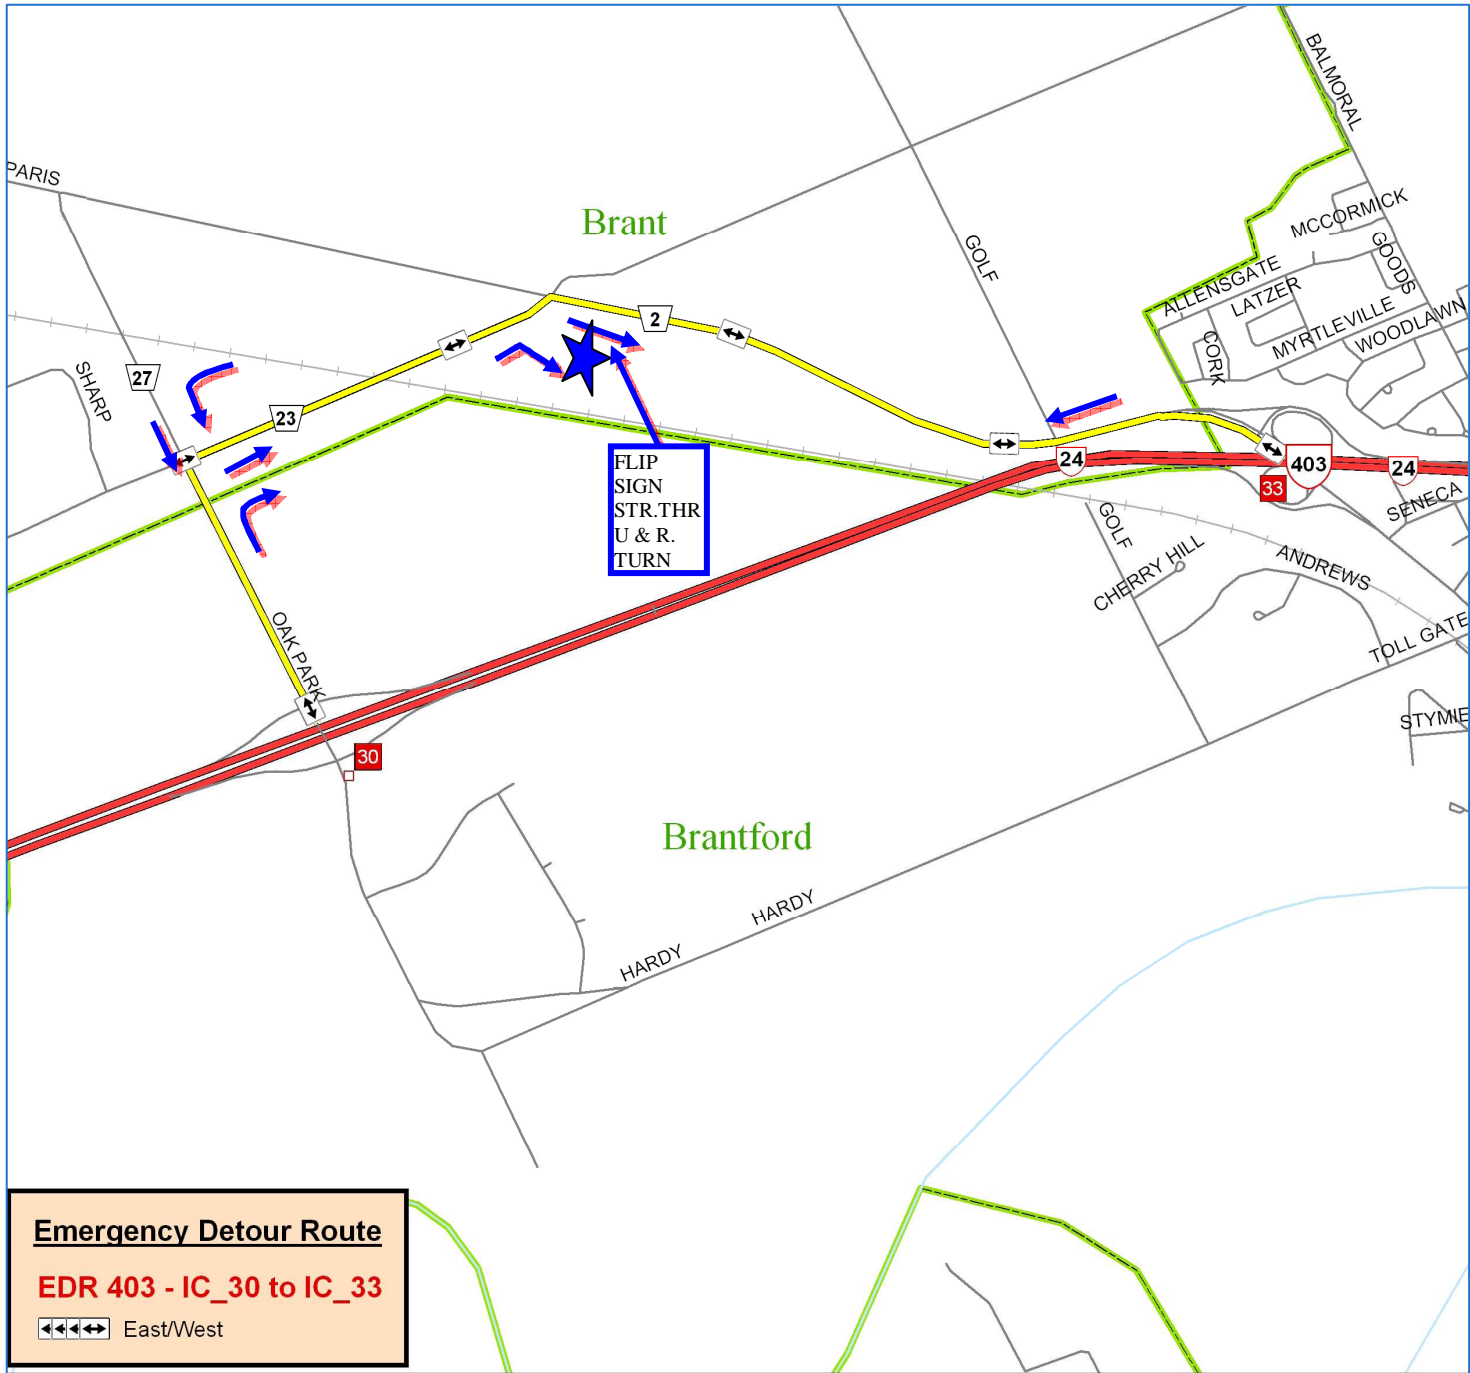 BALMORAL
PARIS
MCCORMICK
Brant
GOLF
GOODS
ALLENSGATE
LATZER
2
MYRTLEVILLE
WOODLAWN
CORK
SHARP
27
23
FLIP
SIGN
STR.THR
U & R.
TURN
24
403
24
33
SENECA
GOLF
CHERRY HILL
ANDREWS
OAK PARK
TOLL GATE
STYMIE
30
Brantford
HARDY
HARDY
Emergency Detour Route
EDR 403 - IC_30 to IC_33
East/West